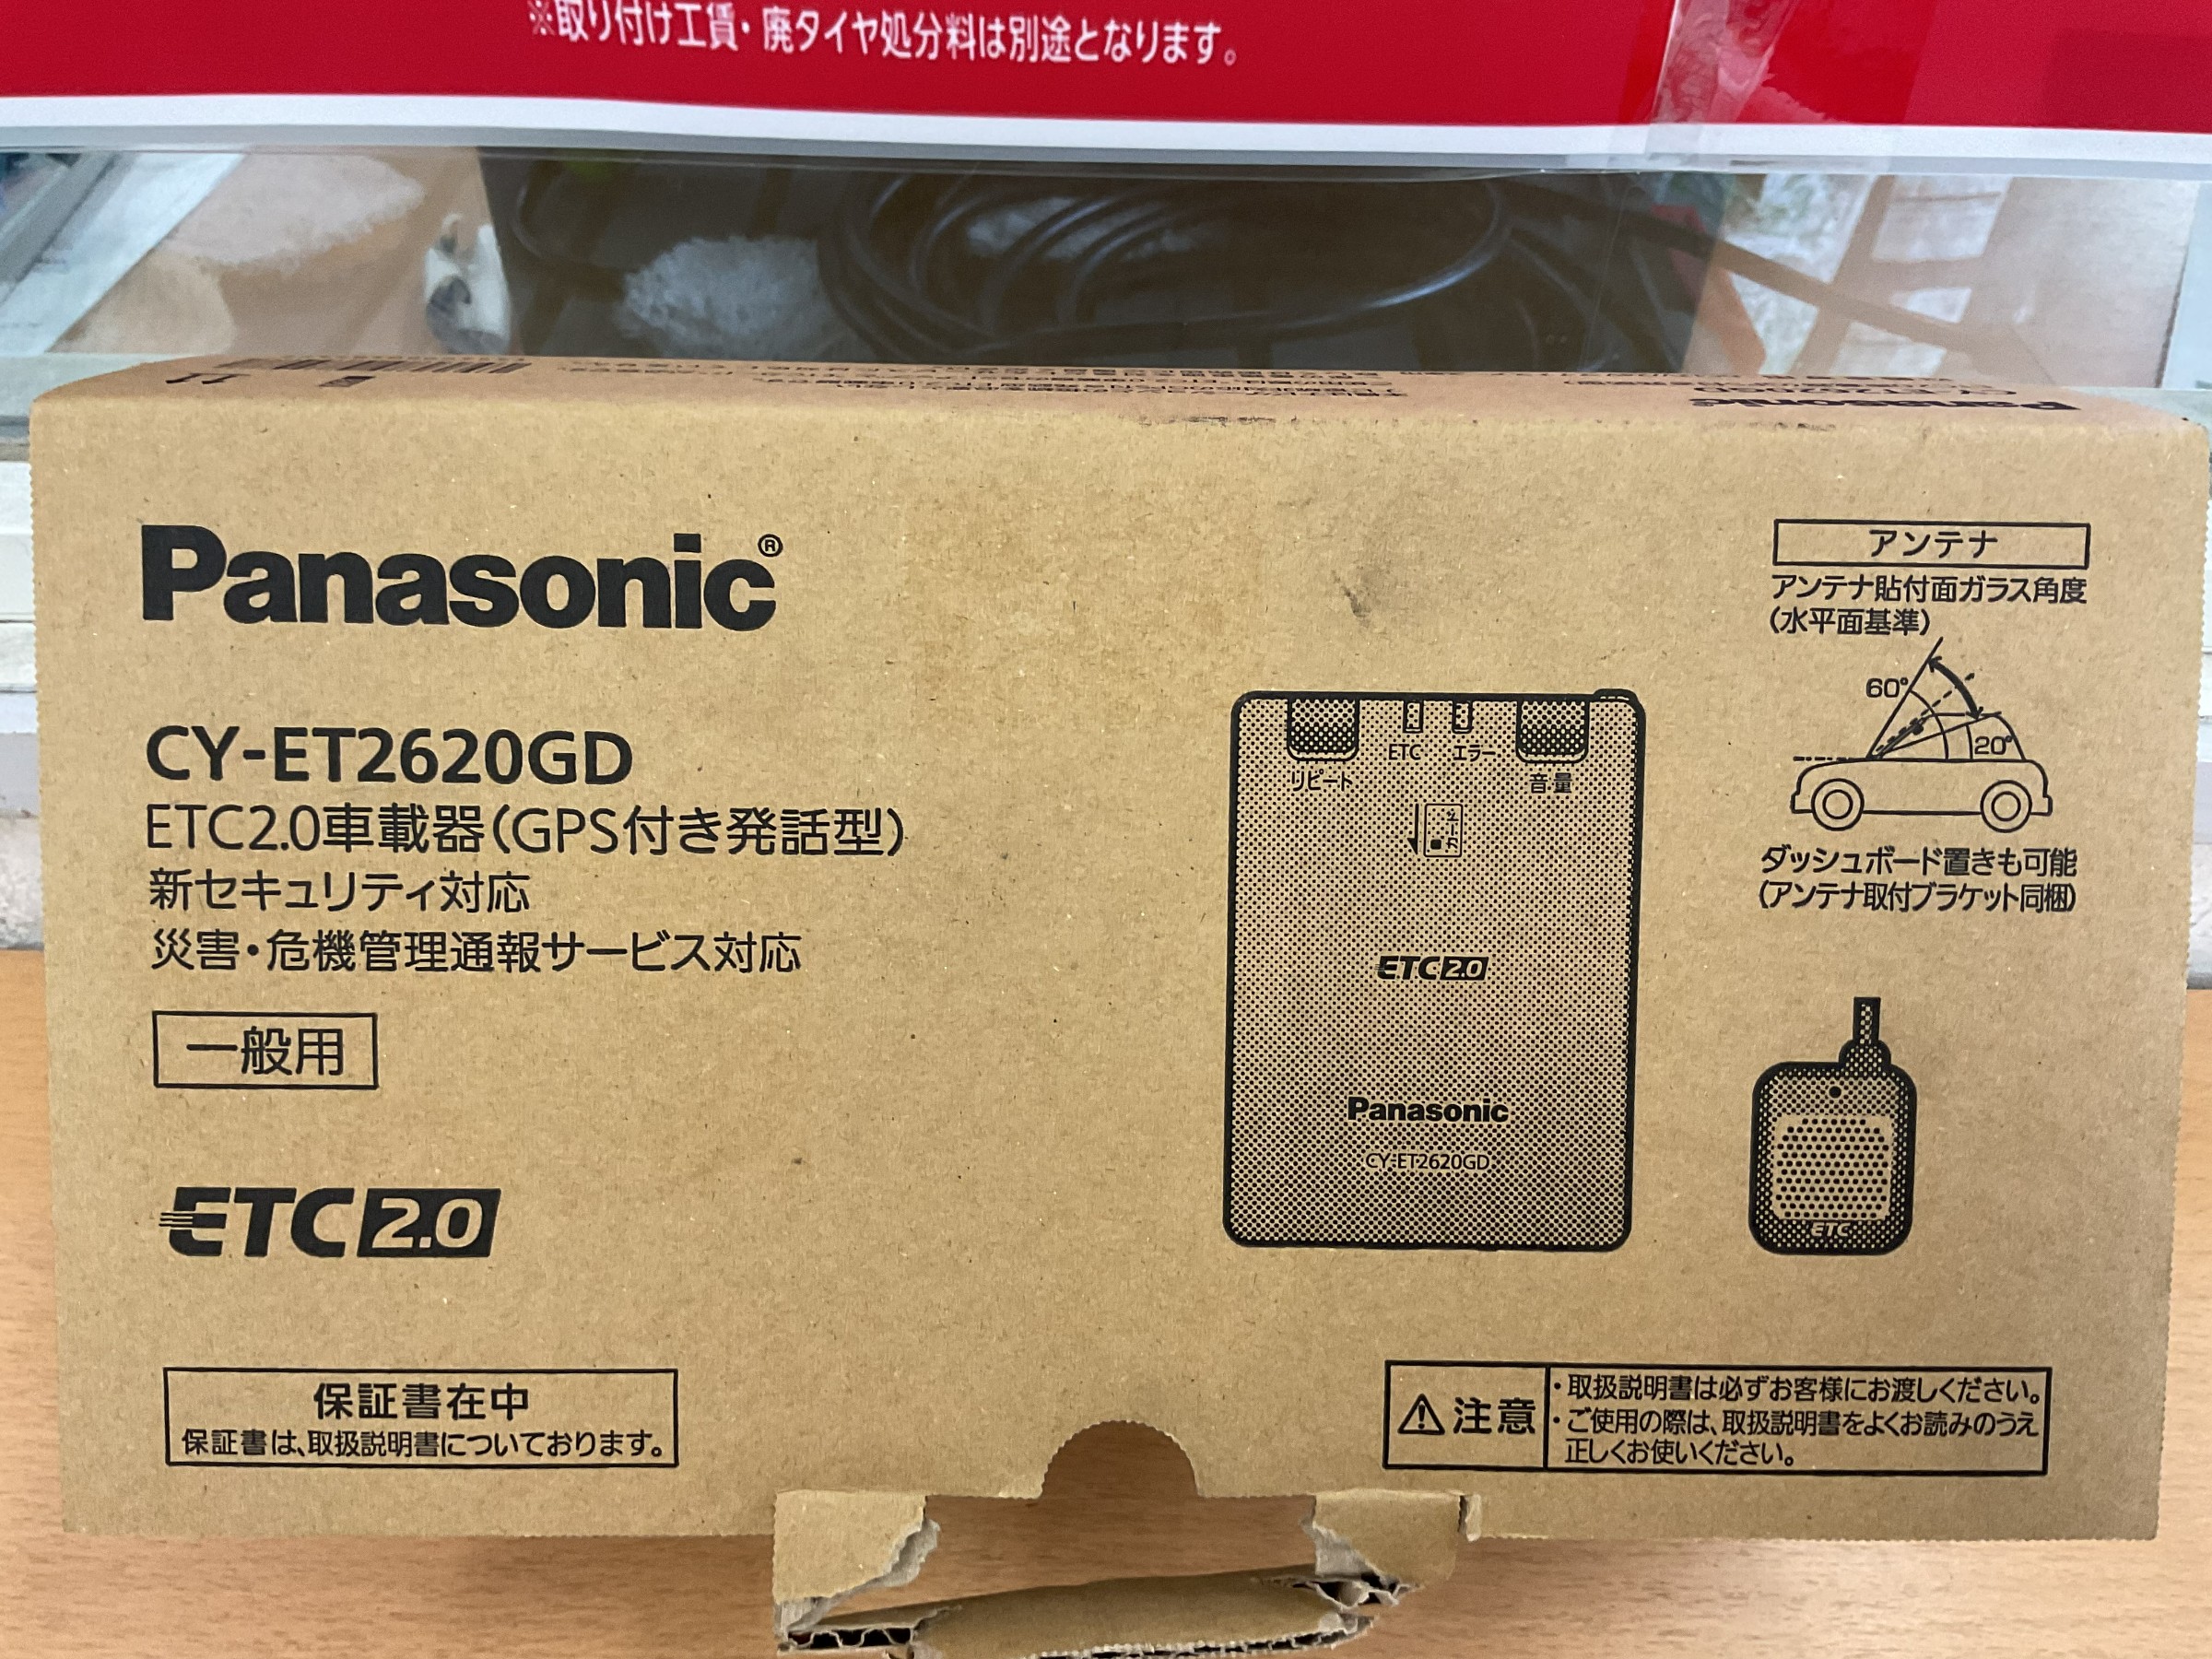 ※取り付け工賃・廃タイヤ処分料は別途となります。
Panasonic
Panasonic®
CY-ET2620GD
ETC2.0車載器(GPS付き発話型)
新セキュリティ対応
災害・危機管理通報サービス対応
一般用
ETC2.0
保証書在中
保証書は、取扱説明書についております。
リピート
ETC
エラー
音量
カード
ETC2.0
Panasonic
CY-ET2620GD
アンテナ
アンテナ貼付面ガラス角度
(水平面基準)
60°
20°
ダッシュボード置きも可能
(アンテナ取付ブラケット同梱)
ETC
注意
・取扱説明書は必ずお客様にお渡しください。
・ご使用の際は、取扱説明書をよくお読みのうえ
正しくお使いください。